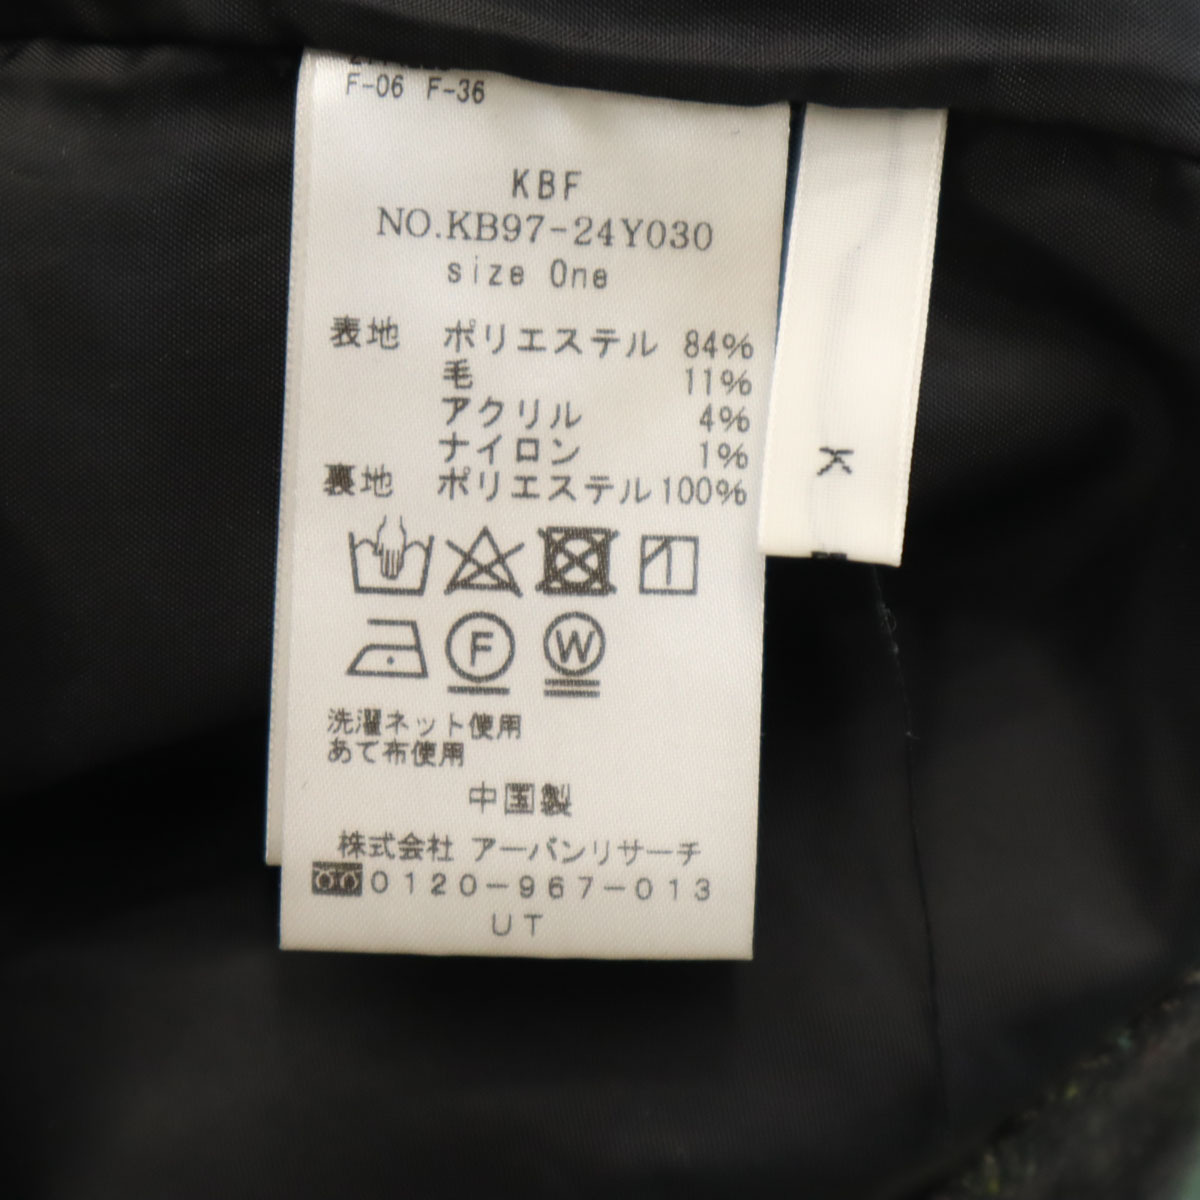 F-06 F-36
KBF
NO.KB97-24Y030
size One
表地 ポリエステル 84%
毛 11%
アクリル 4%
ナイロン 1%
裏地 ポリエステル 100%
F W
洗濯ネット使用
あて布使用
中国製
株式会社 アーバンリサーチ
0120-967-013
UT
K